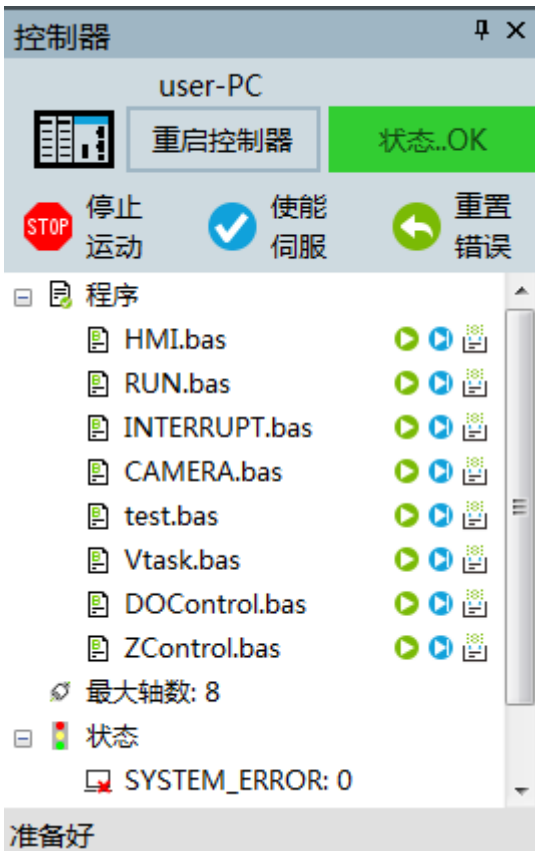 控制器
user-PC
重启控制器
状态..OK
STOP
停止
运动
使能
伺服
重置
错误
程序
HMI.bas
RUN.bas
INTERRUPT.bas
CAMERA.bas
test.bas
Vtask.bas
DOControl.bas
ZControl.bas
最大轴数: 8
状态
SYSTEM_ERROR: 0
准备好